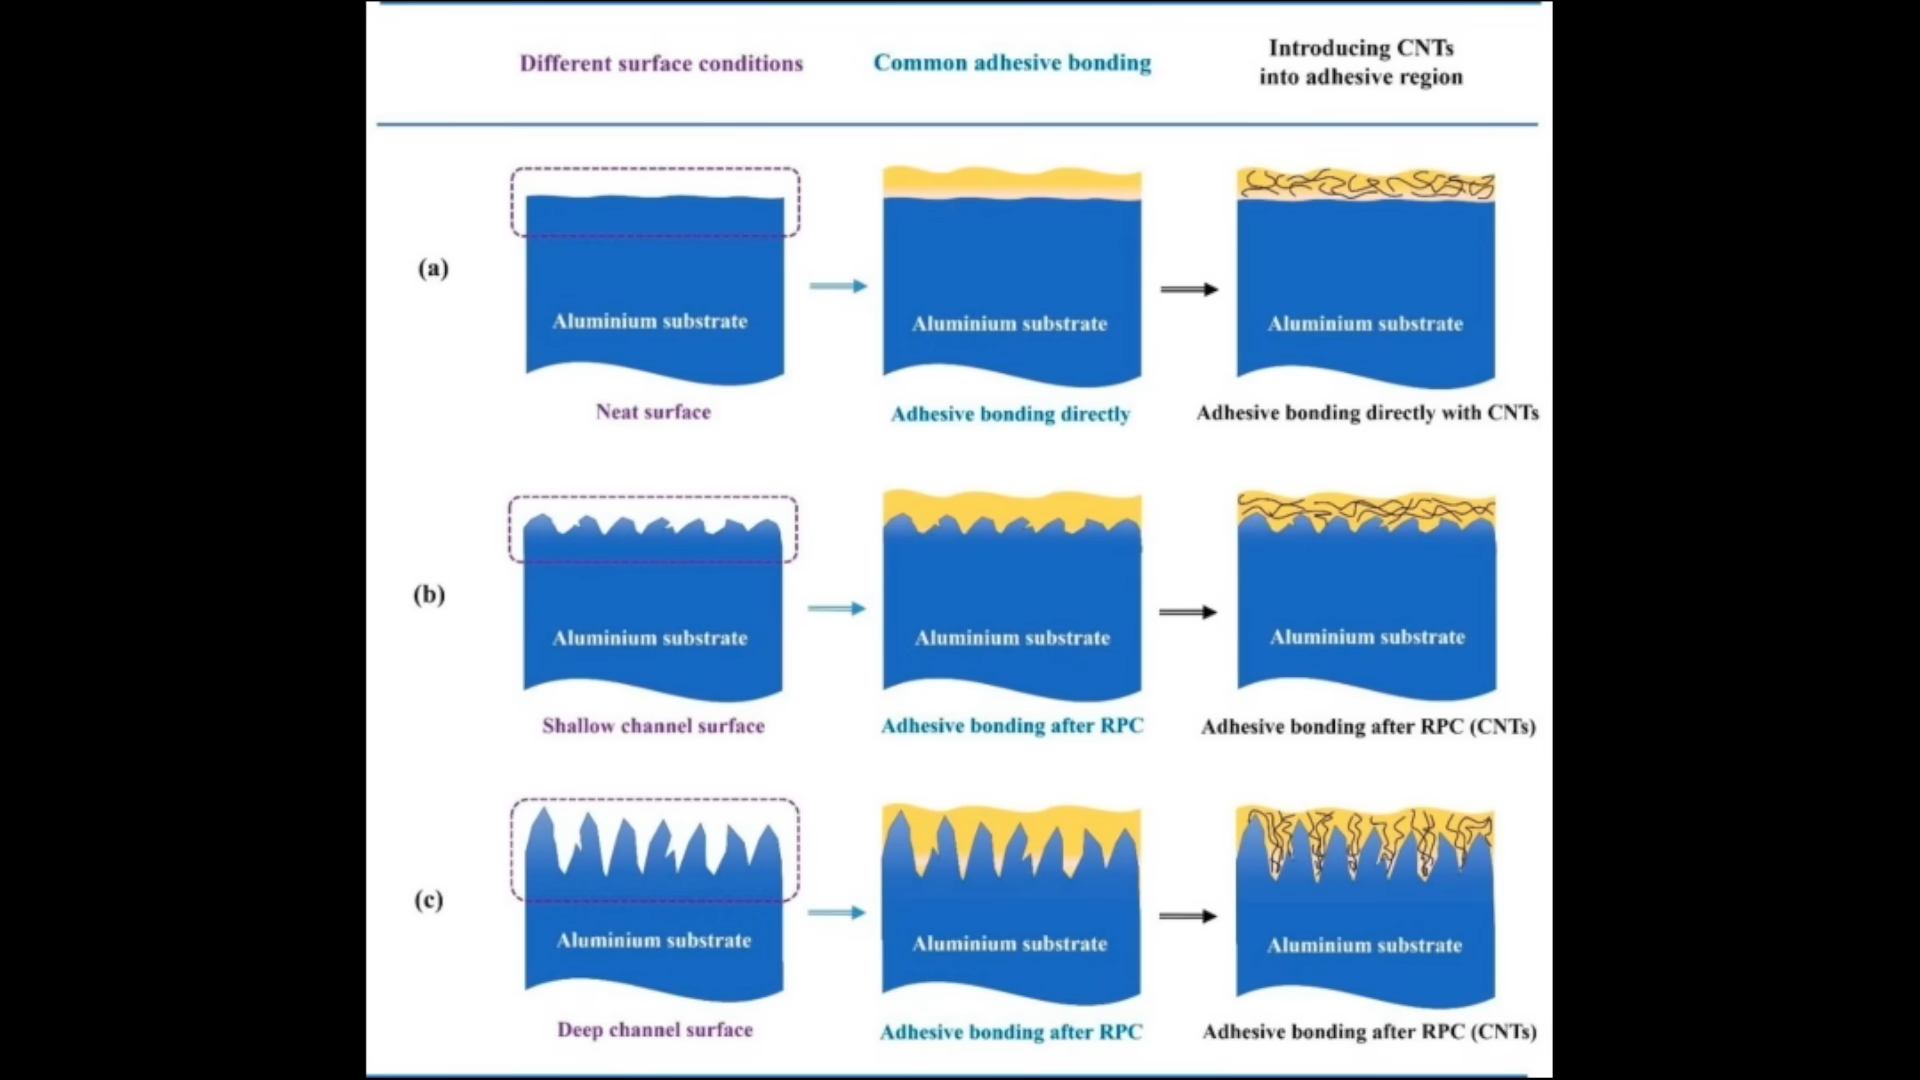 Different surface conditions
Common adhesive bonding
Introducing CNTs
into adhesive region
(a)
Aluminium substrate
Aluminium substrate
Aluminium substrate
Neat surface
Adhesive bonding directly
Adhesive bonding directly with CNTs
(b)
Aluminium substrate
Aluminium substrate
Aluminium substrate
Shallow channel surface
Adhesive bonding after RPC
Adhesive bonding after RPC (CNTs)
(c)
Aluminium substrate
Aluminium substrate
Aluminium substrate
Deep channel surface
Adhesive bonding after RPC
Adhesive bonding after RPC (CNTs)